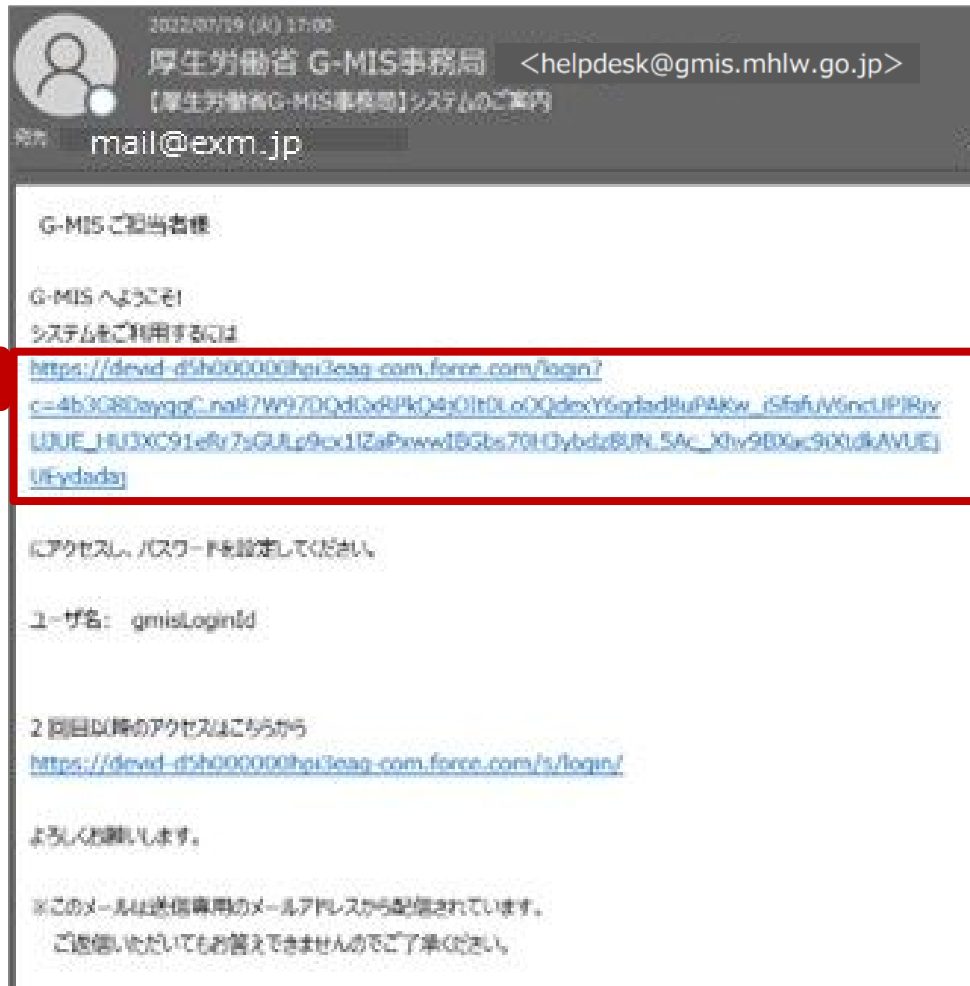 2022/07/19 (火) 17:00
厚生労働省 G-MIS事務局 <helpdesk@gmis.mhlw.go.jp>
【厚生労働省G-MIS事務局】システムのご案内
宛先 mail@exm.jp
G-MIS ご担当者様
G-MIS へようこそ!
システムをご利用するには
https://devid-d5h000000hpi3eag-com.force.com/login?
にアクセスし、パスワードを設定してください。
ユーザ名: gmisLoginId
2 回目以降のアクセスはこちらから
https://devid-d5h000000hpi3eag-com.force.com/s/login/
よろしくお願いします。
※このメールは送信専用のメールアドレスから配信されています。
ご返信いただいてもお答えできませんのでご了承ください。